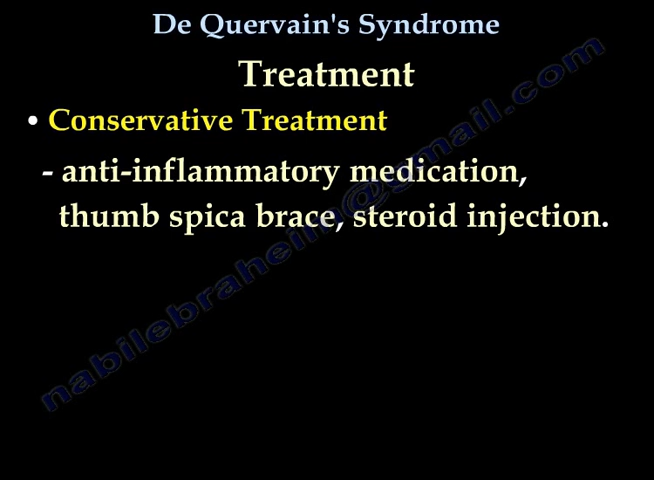 De Quervain's Syndrome
Treatment
• Conservative Treatment
- anti-inflammatory medication,
thumb spica brace, steroid injection.
nabilebraheim@gmail.com